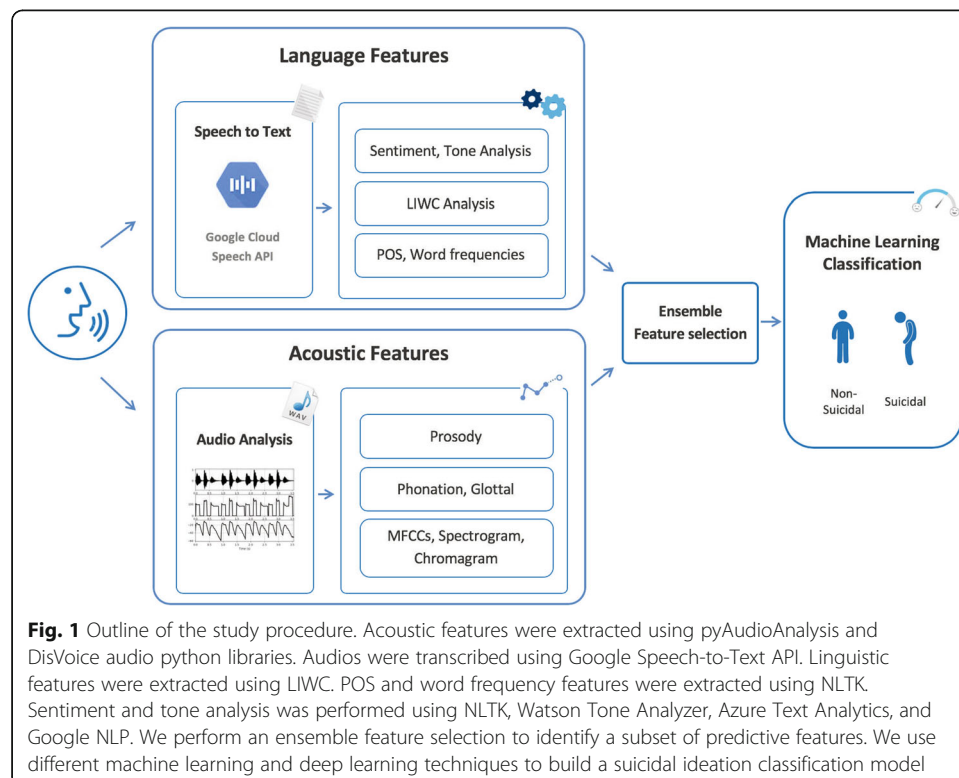 Language Features
Speech to Text
Google Cloud
Speech API
Sentiment, Tone Analysis
LIWC Analysis
POS, Word frequencies
Acoustic Features
WAV
Audio Analysis
Prosody
Phonation, Glottal
MFCCs, Spectrogram,
Chromagram
Ensemble
Feature selection
Machine Learning
Classification
Non-
Suicidal
Suicidal
Fig. 1 Outline of the study procedure. Acoustic features were extracted using pyAudioAnalysis and
DisVoice audio python libraries. Audios were transcribed using Google Speech-to-Text API. Linguistic
features were extracted using LIWC. POS and word frequency features were extracted using NLTK.
Sentiment and tone analysis was performed using NLTK, Watson Tone Analyzer, Azure Text Analytics, and
Google NLP. We perform an ensemble feature selection to identify a subset of predictive features. We use
different machine learning and deep learning techniques to build a suicidal ideation classification model